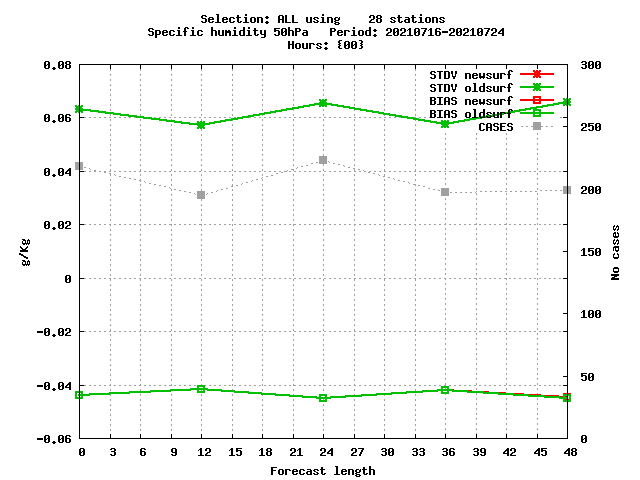 Selection: ALL using    28 stations
Specific humidity 50hPa   Period: 20210716-20210724
Hours: {00}
0.08
0.06
0.04
0.02
0
-0.02
-0.04
-0.06
g/Kg
300
250
200
150
100
50
0
No cases
STDV newsurf
STDV oldsurf
BIAS newsurf
BIAS oldsurf
CASES
0 3 6 9 12 15 18 21 24 27 30 33 36 39 42 45 48
Forecast length